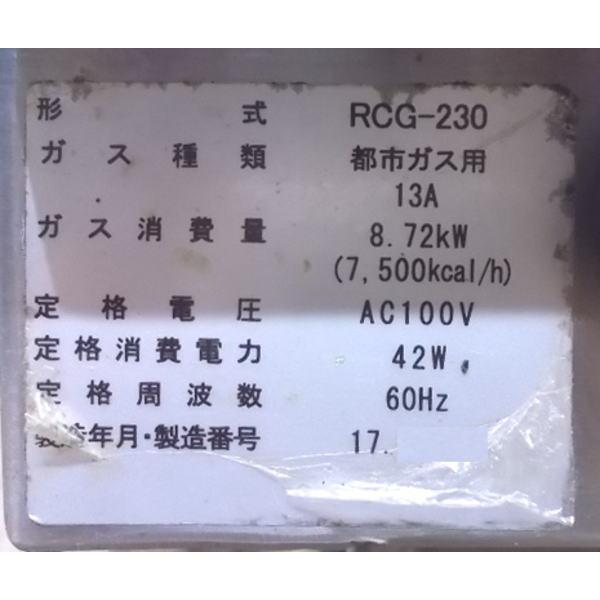 形式 RCG-230
ガス種類 都市ガス用
13A
ガス消費量 8.72kW
(7,500kcal/h)
定格電圧 AC100V
定格消費電力 42W
定格周波数 60Hz
製造年月・製造番号 17.